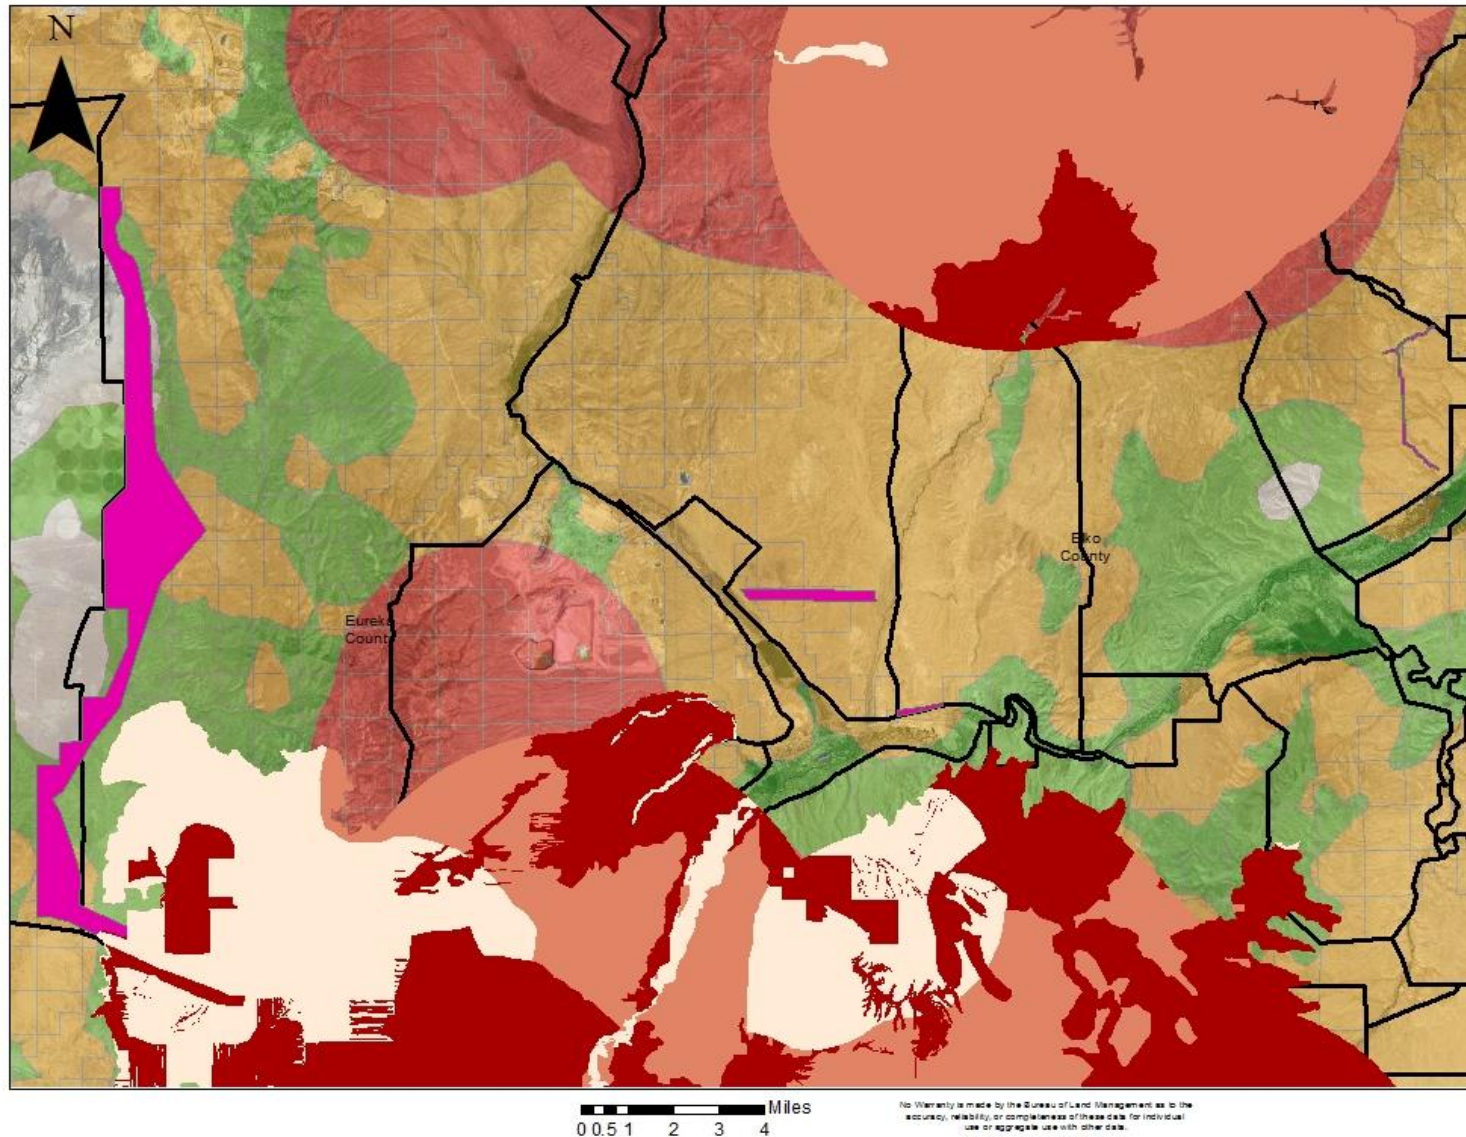 N
Elko
County
Eureka
County
Miles
0 0.5 1 2 3 4
No Warranty is made by the Bureau of Land Management as to the
accuracy, reliability, or completeness of these data for individual
use or aggregate use with other data.